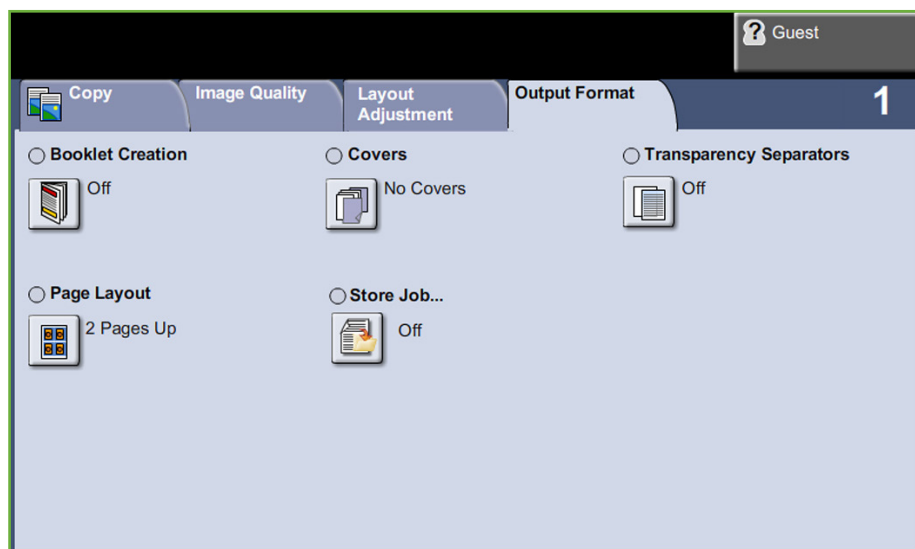 ? Guest
Copy
Image Quality
Layout
Adjustment
Output Format
1
Booklet Creation
Off
Covers
No Covers
Transparency Separators
Off
Page Layout
2 Pages Up
Store Job...
Off